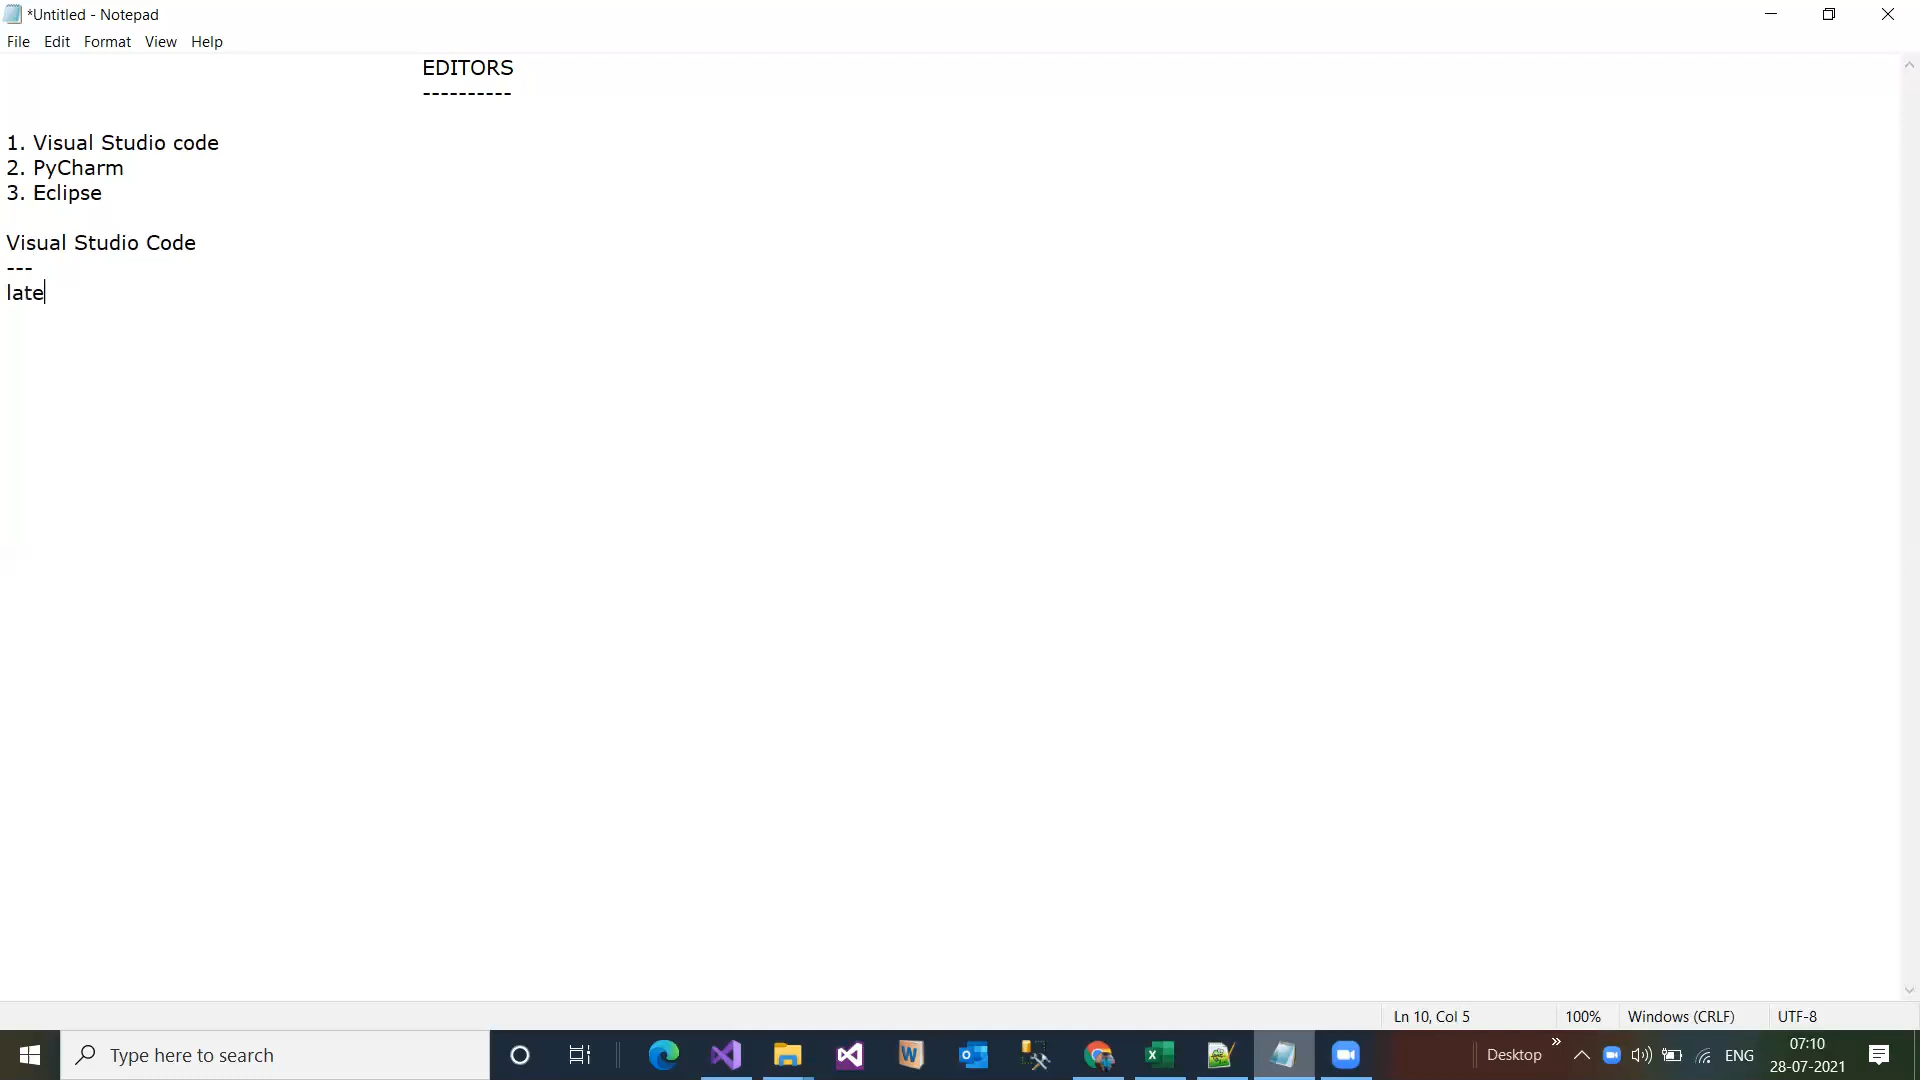 *Untitled - Notepad
File Edit Format View Help
EDITORS
----------
1. Visual Studio code
2. PyCharm
3. Eclipse
Visual Studio Code
---
late
Ln 10, Col 5 100% Windows (CRLF) UTF-8
Type here to search
Desktop
ENG
07:10
28-07-2021